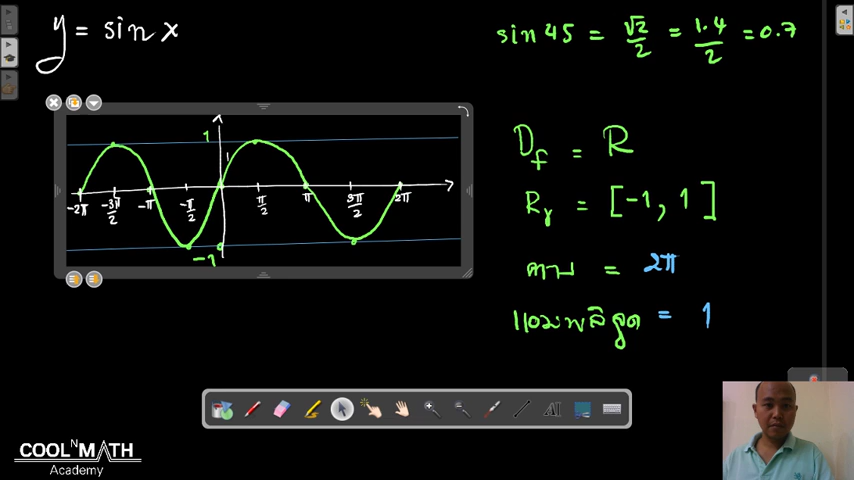 y = sin x
sin 45 = √2/2 = 1.4/2 = 0.7
1
1
-2π -3π/2 -π -π/2 π/2 π 3π/2 2π
-1
D_f = R
R_r = [-1, 1]
คาบ = 2π
แอมพลิจูด = 1
COOL N MATH
Academy